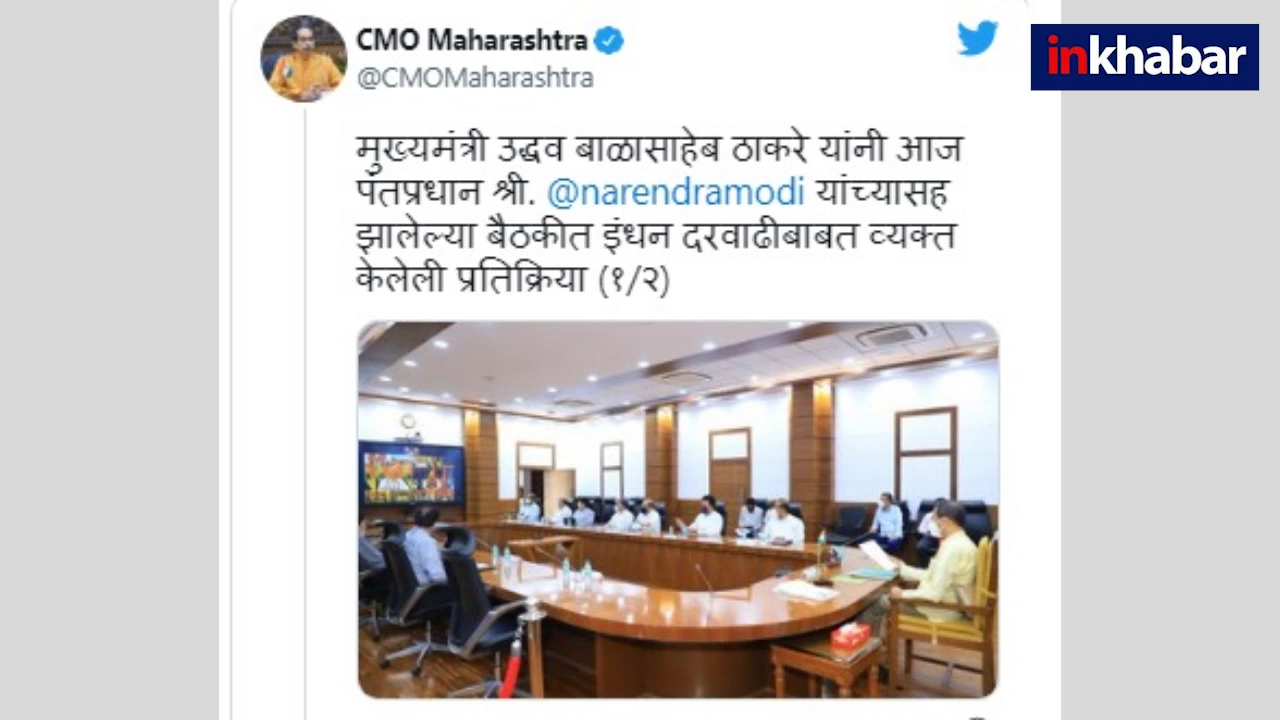 CMO Maharashtra
@CMOMaharashtra
inkhabar
मुख्यमंत्री उद्धव बाळासाहेब ठाकरे यांनी आज
पंतप्रधान श्री. @narendramodi यांच्यासह
झालेल्या बैठकीत इंधन दरवाढीबाबत व्यक्त
केलेली प्रतिक्रिया (१/२)